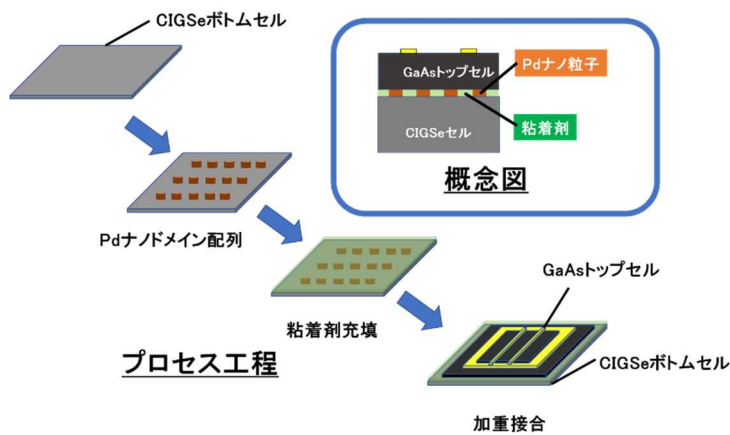 CIGSeボトムセル
GaAsトップセル
Pdナノ粒子
CIGSeセル
粘着剤
概念図
Pdナノドメイン配列
粘着剤充填
GaAsトップセル
CIGSeボトムセル
プロセス工程
加重接合